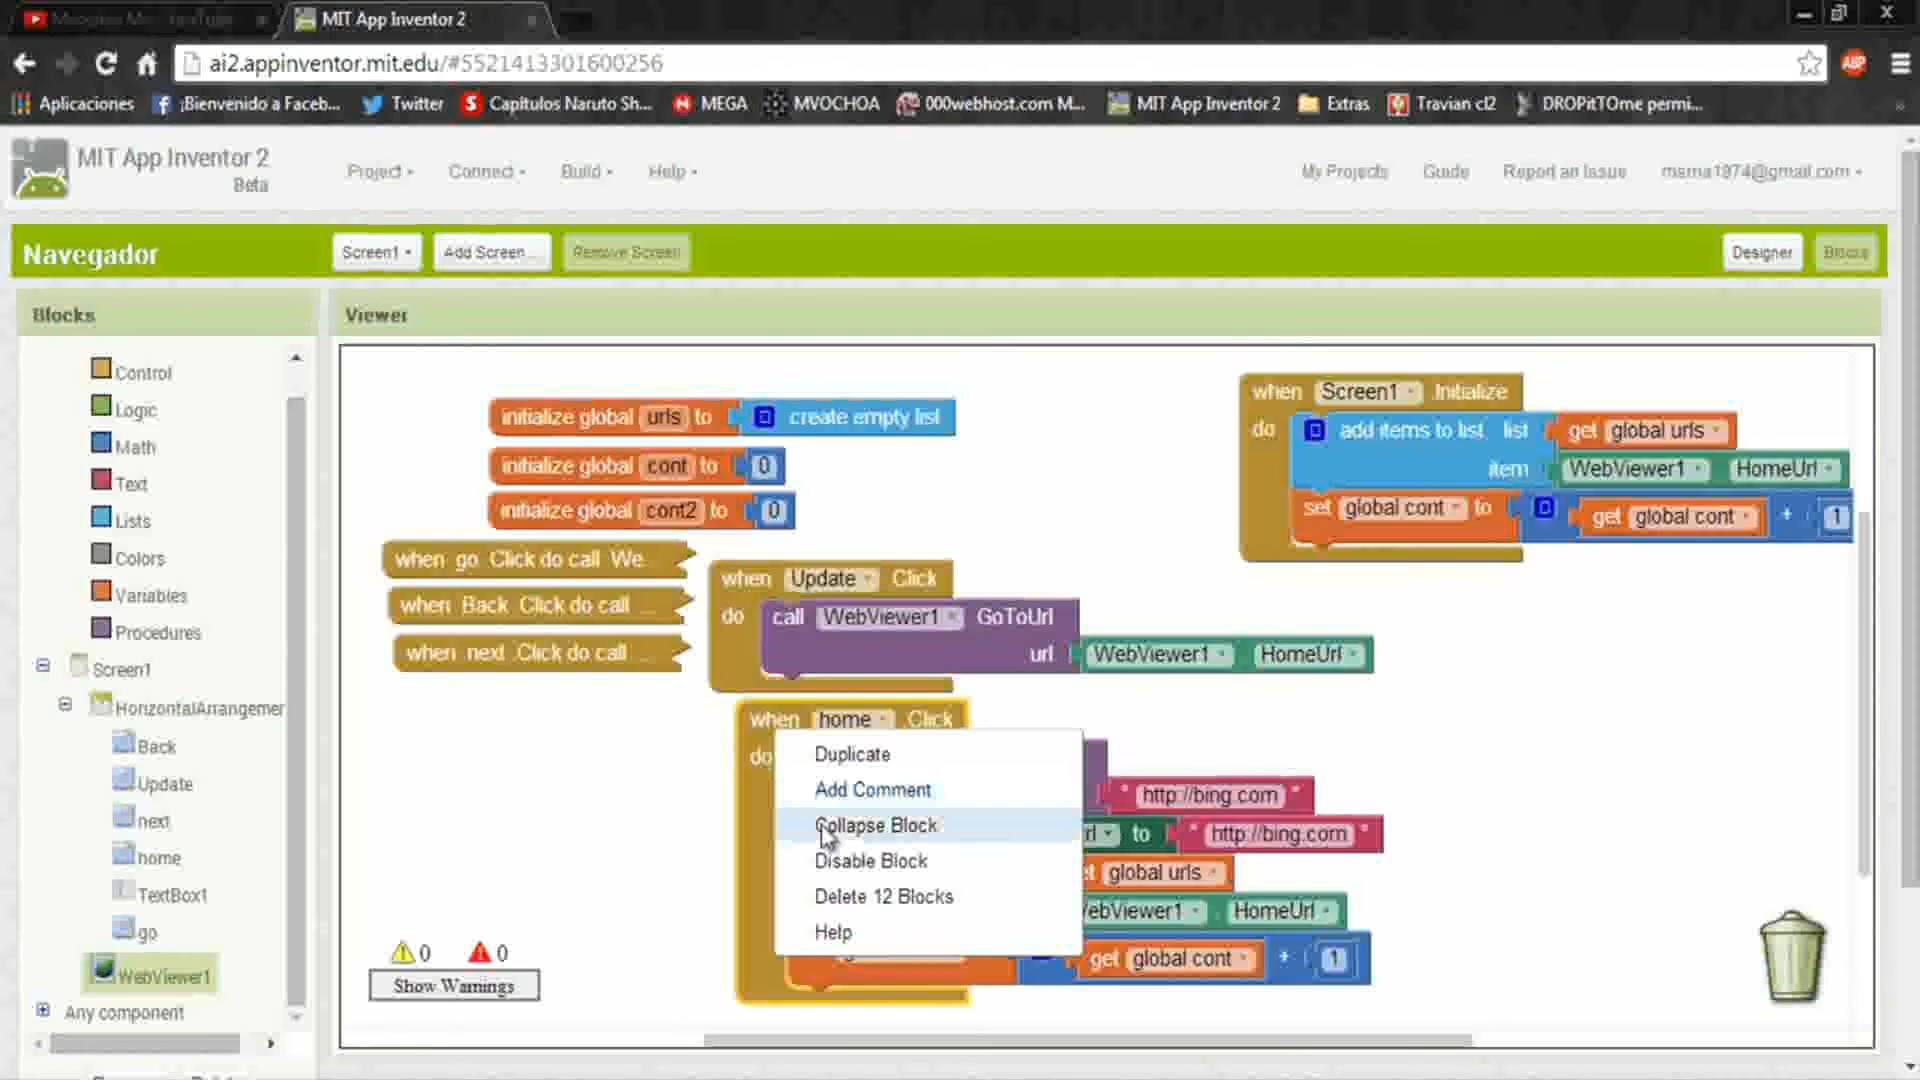 MIT App Inventor 2
ai2.appinventor.mit.edu/#5521413301600256
Aplicaciones
¡Bienvenido a Faceb...
Twitter
Capítulos Naruto Sh...
MEGA
MVOCHOA
000webhost.com M...
MIT App Inventor 2
Extras
Travian cl2
DROPitTOme permi...
ABP
MIT App Inventor 2
Beta
Project
Connect
Build
Help
My Projects
Guide
Report an Issue
msma1974@gmail.com
Navegador
Screen1
Add Screen ...
Remove Screen
Designer
Blocks
Blocks
Viewer
Control
Logic
Math
Text
Lists
Colors
Variables
Procedures
Screen1
HorizontalArrangemer
Back
Update
next
home
TextBox1
go
WebViewer1
Any component
initialize global urls to create empty list
initialize global cont to 0
initialize global cont2 to 0
when go .Click do call We...
when Back .Click do call ...
when next .Click do call ...
when Screen1 .Initialize
do add items to list list get global urls
item WebViewer1 . HomeUrl
set global cont to get global cont + 1
when Update .Click
do call WebViewer1 .GoToUrl
url WebViewer1 . HomeUrl
when home .Click
do
Duplicate
Add Comment
Collapse Block
Disable Block
Delete 12 Blocks
Help
" http://bing.com "
to " http://bing.com "
global urls
HomeUrl
get global cont + 1
0 0
Show Warnings